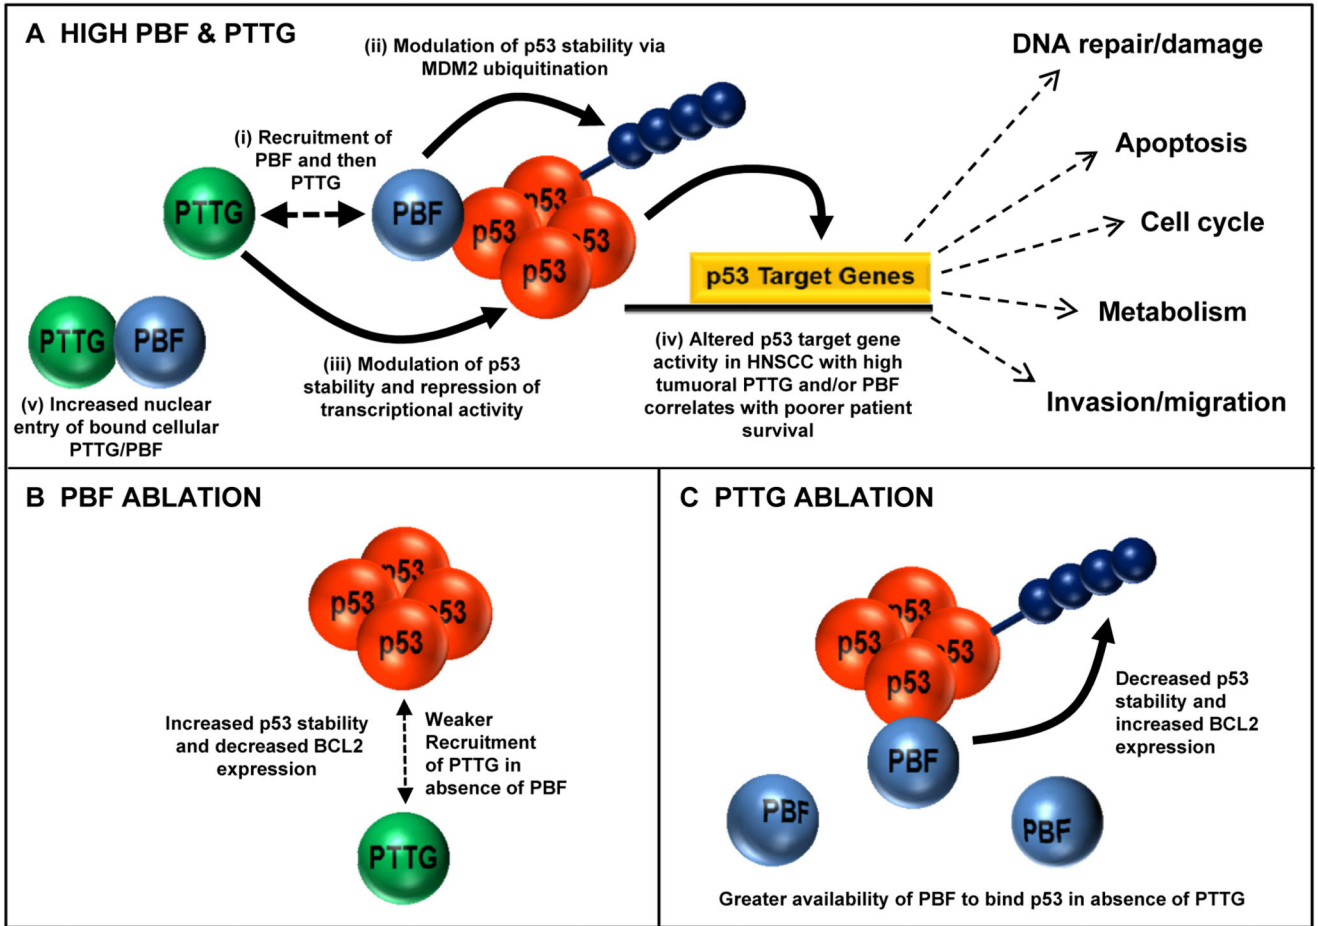 A HIGH PBF & PTTG
(ii) Modulation of p53 stability via
MDM2 ubiquitination
(i) Recruitment of
PBF and then
PTTG
PTTG
PBF
p53
p53
p53
p53
p53 Target Genes
DNA repair/damage
Apoptosis
Cell cycle
Metabolism
Invasion/migration
PTTG
PBF
(v) Increased nuclear
entry of bound cellular
PTTG/PBF
(iii) Modulation of p53
stability and repression of
transcriptional activity
(iv) Altered p53 target gene
activity in HNSCC with high
tumuoral PTTG and/or PBF
correlates with poorer patient
survival
B PBF ABLATION
p53
p53
p53
p53
Increased p53 stability
and decreased BCL2
expression
Weaker
Recruitment
of PTTG in
absence of PBF
PTTG
C PTTG ABLATION
p53
p53
p53
p53
PBF
Decreased p53
stability and
increased BCL2
expression
PBF
PBF
Greater availability of PBF to bind p53 in absence of PTTG